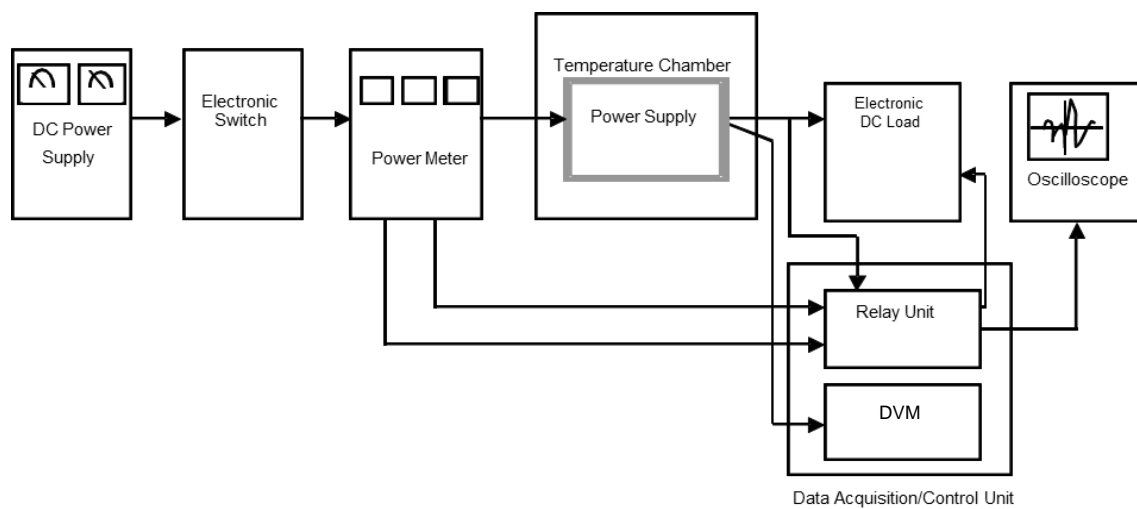 DC Power
Supply
Electronic
Switch
Power Meter
Temperature Chamber
Power Supply
Electronic
DC Load
Oscilloscope
Relay Unit
DVM
Data Acquisition/Control Unit